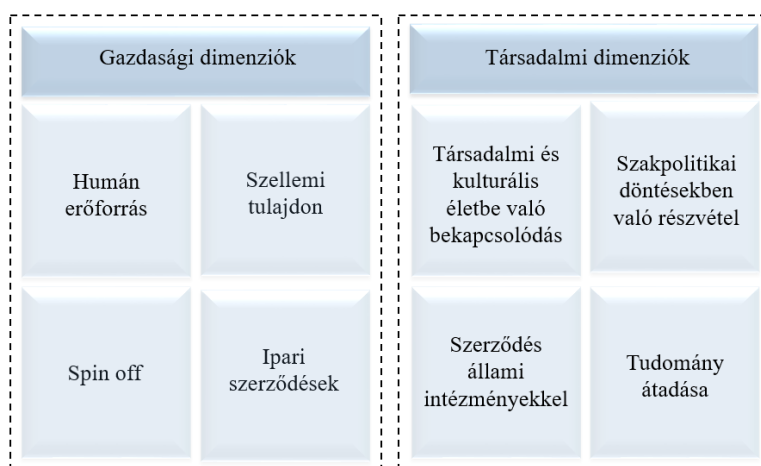 Gazdasági dimenziók
Humán
erőforrás
Szellemi
tulajdon
Spin off
Ipari
szerződések
Társadalmi dimenziók
Társadalmi és
kulturális
életbe való
bekapcsolódás
Szakpolitikai
döntésekben
való részvétel
Szerződés
állami
intézményekkel
Tudomány
átadása